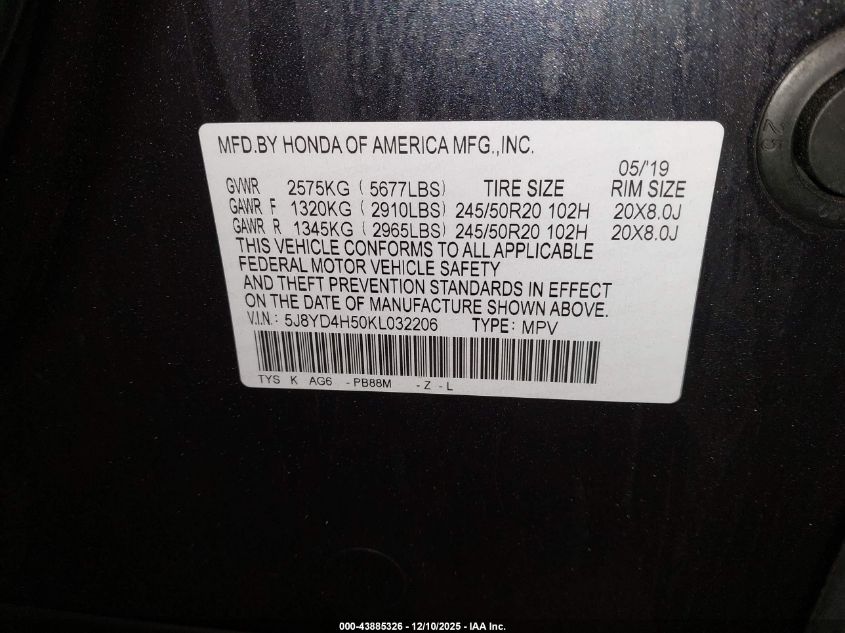 MFD.BY HONDA OF AMERICA MFG.,INC.
05/'19
GVWR 2575KG ( 5677LBS) TIRE SIZE RIM SIZE
GAWR F 1320KG ( 2910LBS) 245/50R20 102H 20X8.0J
GAWR R 1345KG ( 2965LBS) 245/50R20 102H 20X8.0J
THIS VEHICLE CONFORMS TO ALL APPLICABLE
FEDERAL MOTOR VEHICLE SAFETY
AND THEFT PREVENTION STANDARDS IN EFFECT
ON THE DATE OF MANUFACTURE SHOWN ABOVE.
V.I.N.: 5J8YD4H50KL032206 TYPE: MPV
TYS K AG6 -PB88M -Z -L
25
000-43885326 - 12/10/2025 - IAA Inc.